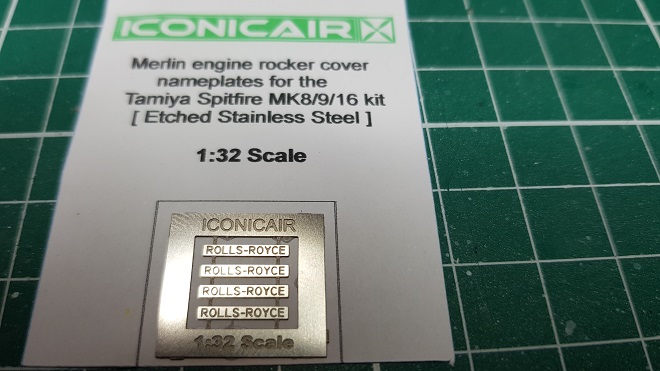 ICONICAIR
Merlin engine rocker cover
nameplates for the
Tamiya Spitfire MK8/9/16 kit
[ Etched Stainless Steel ]
1:32 Scale
ICONICAIR
ROLLS-ROYCE
ROLLS-ROYCE
ROLLS-ROYCE
ROLLS-ROYCE
1:32 Scale